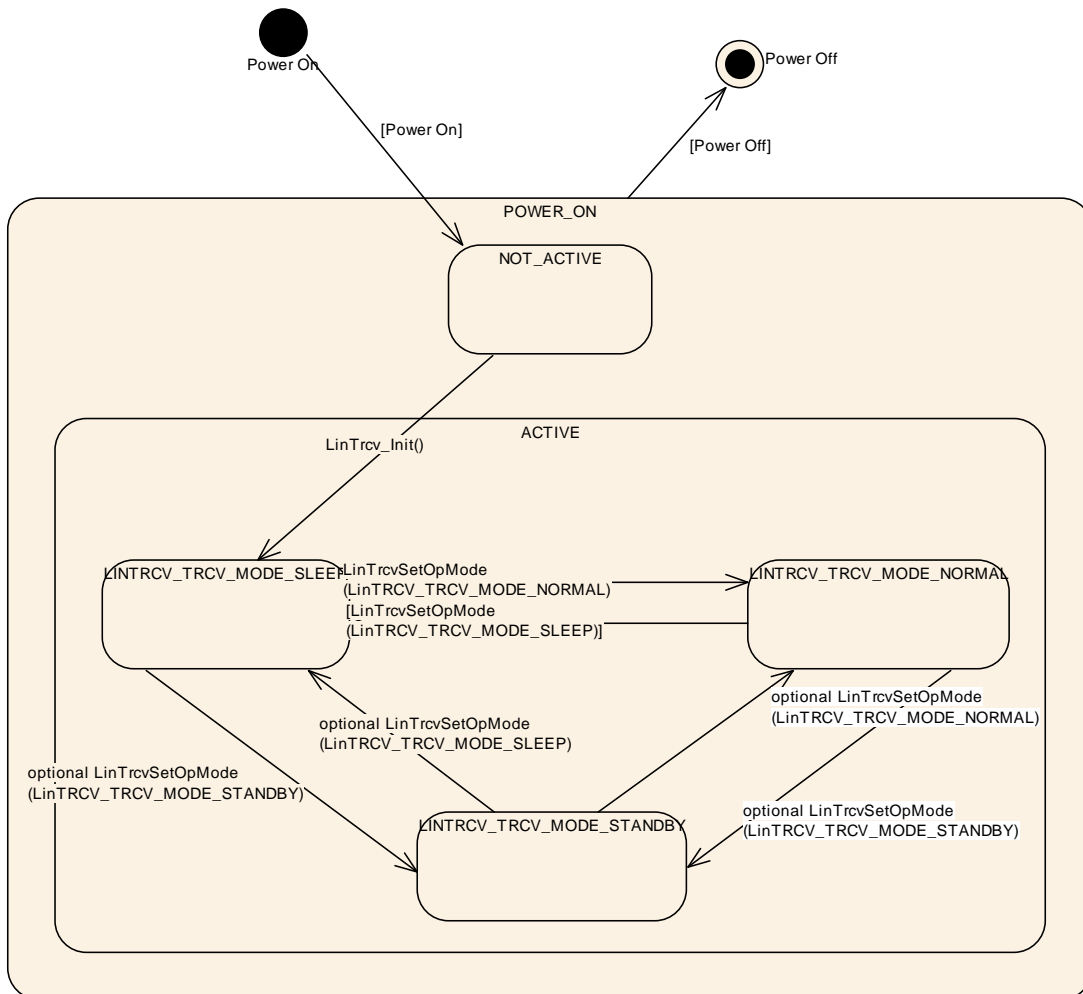 Power On
Power Off
[Power On]
[Power Off]
POWER_ON
NOT_ACTIVE
ACTIVE
LinTrcv_Init()
LINTRCV_TRCV_MODE_SLEEP
LinTrcvSetOpMode
(LinTRCV_TRCV_MODE_NORMAL)
LINTRCV_TRCV_MODE_NORMAL
[LinTrcvSetOpMode
(LinTRCV_TRCV_MODE_SLEEP)]
optional LinTrcvSetOpMode
(LinTRCV_TRCV_MODE_NORMAL)
optional LinTrcvSetOpMode
(LinTRCV_TRCV_MODE_SLEEP)
optional LinTrcvSetOpMode
(LinTRCV_TRCV_MODE_STANDBY)
optional LinTrcvSetOpMode
(LinTRCV_TRCV_MODE_STANDBY)
LINTRCV_TRCV_MODE_STANDBY